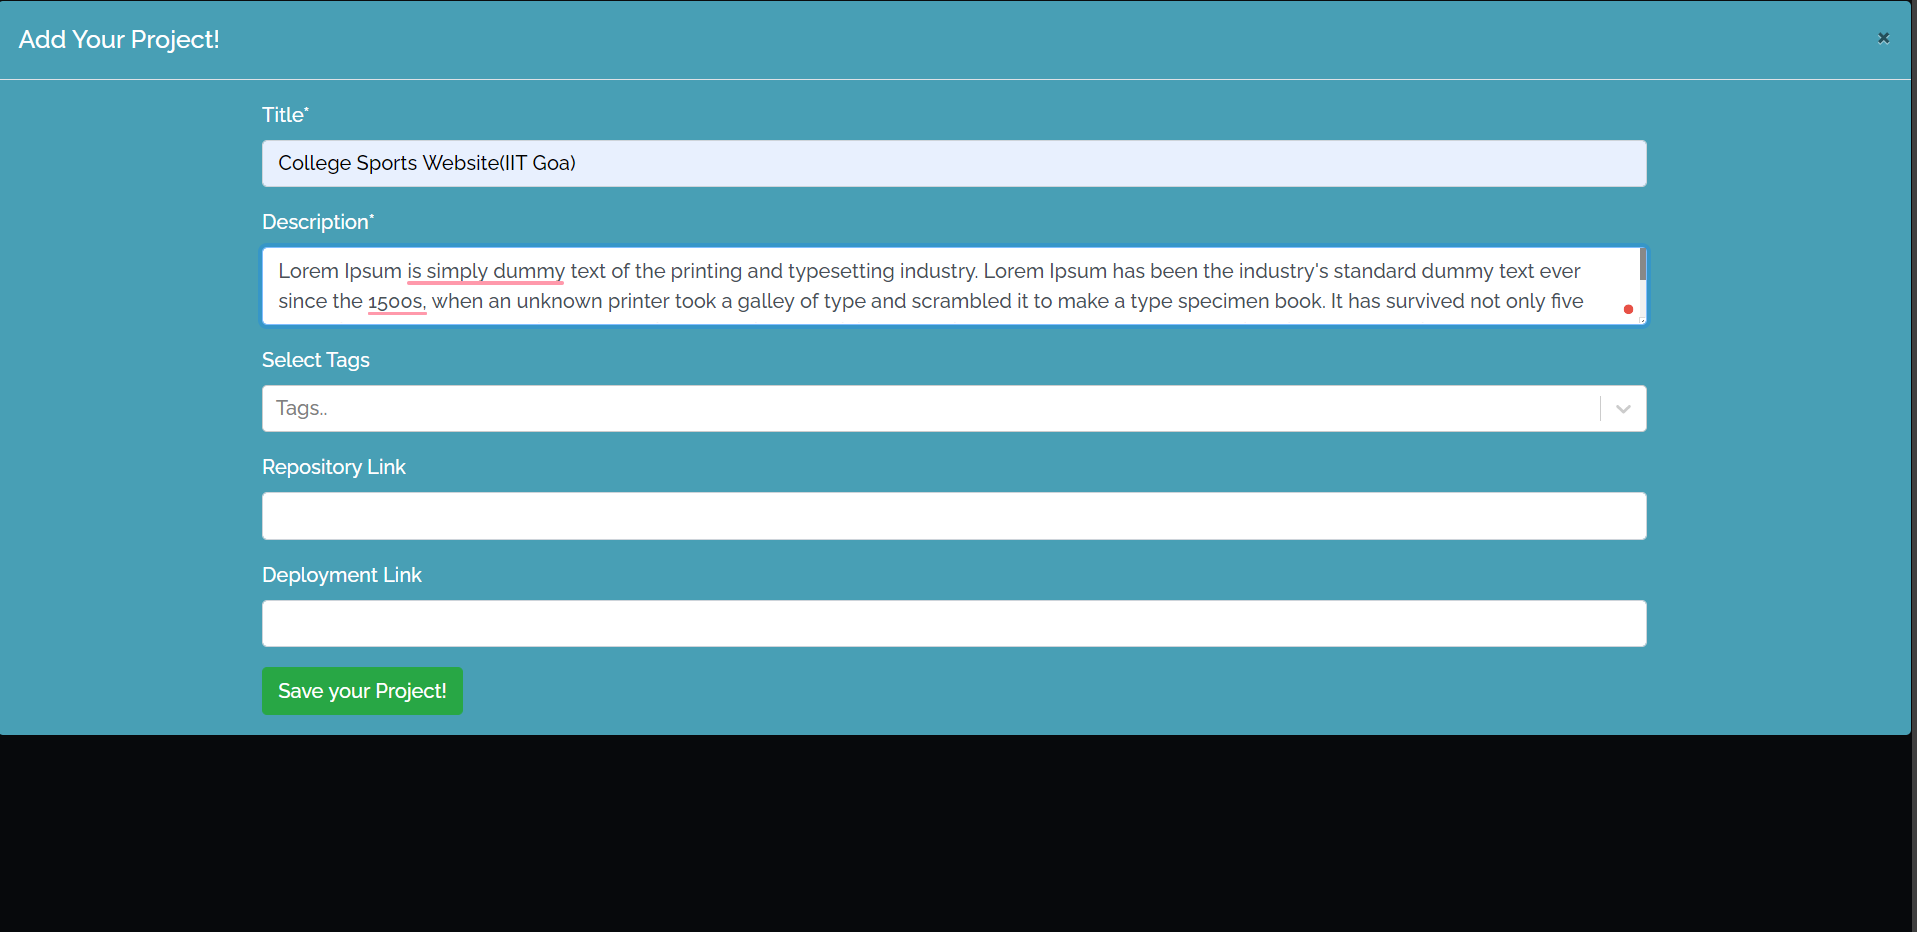 Add Your Project!
×
Title*
College Sports Website(IIT Goa)
Description*
Lorem Ipsum is simply dummy text of the printing and typesetting industry. Lorem Ipsum has been the industry's standard dummy text ever
since the 1500s, when an unknown printer took a galley of type and scrambled it to make a type specimen book. It has survived not only five
Select Tags
Tags..
Repository Link
Deployment Link
Save your Project!